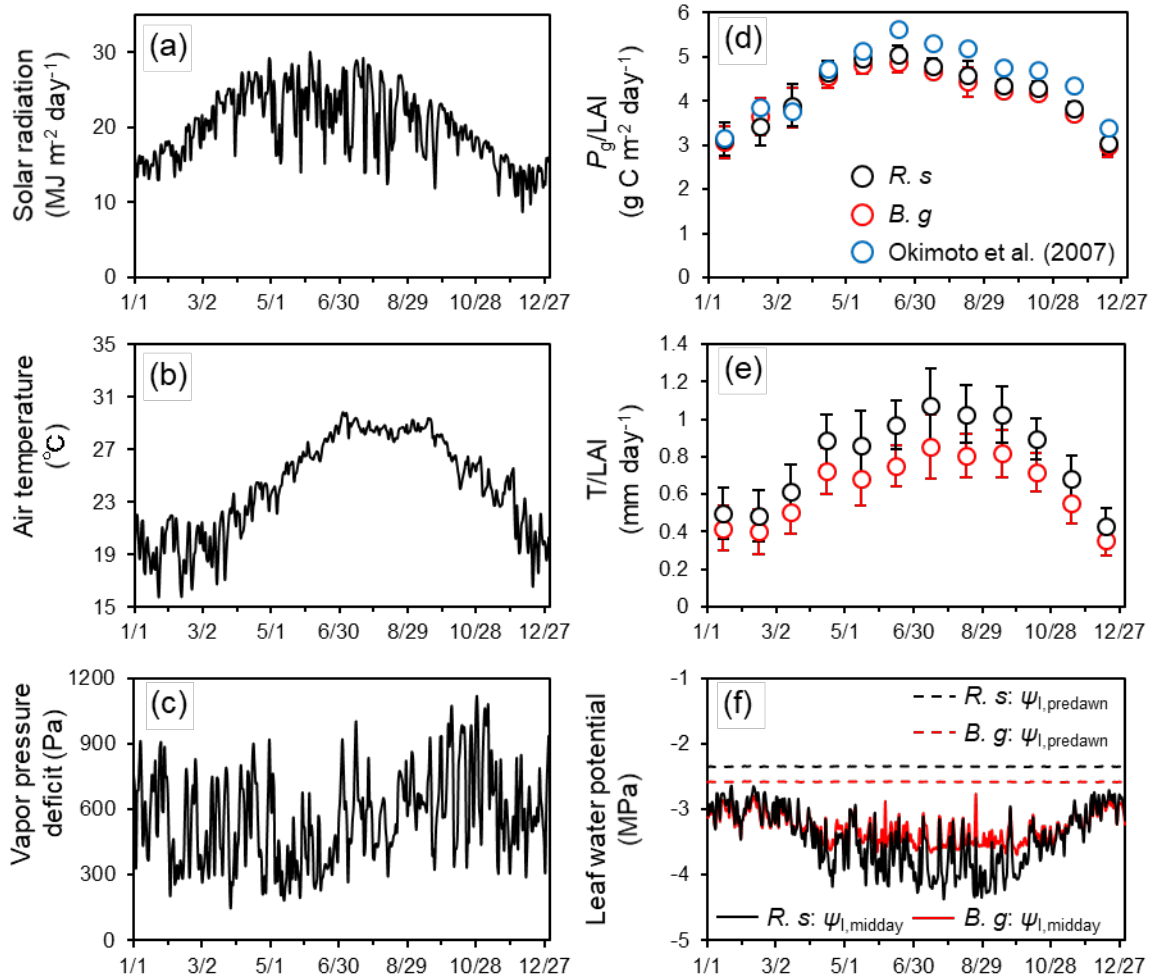 (a)
Solar radiation
(MJ m⁻² day⁻¹)
40
30
20
10
0
1/1 3/2 5/1 6/30 8/29 10/28 12/27
(b)
Air temperature
(℃)
35
31
27
23
19
15
1/1 3/2 5/1 6/30 8/29 10/28 12/27
(c)
Vapor pressure
deficit (Pa)
1200
900
600
300
0
1/1 3/2 5/1 6/30 8/29 10/28 12/27
(d)
Pg/LAI
(g C m⁻² day⁻¹)
6
5
4
3
2
1
0
R. s
B. g
Okimoto et al. (2007)
1/1 3/2 5/1 6/30 8/29 10/28 12/27
(e)
T/LAI
(mm day⁻¹)
1.4
1.2
1
0.8
0.6
0.4
0.2
0
1/1 3/2 5/1 6/30 8/29 10/28 12/27
(f)
Leaf water potential
(MPa)
−1
−2
−3
−4
−5
R. s: ψl,predawn
B. g: ψl,predawn
R. s: ψl,midday B. g: ψl,midday
1/1 3/2 5/1 6/30 8/29 10/28 12/27